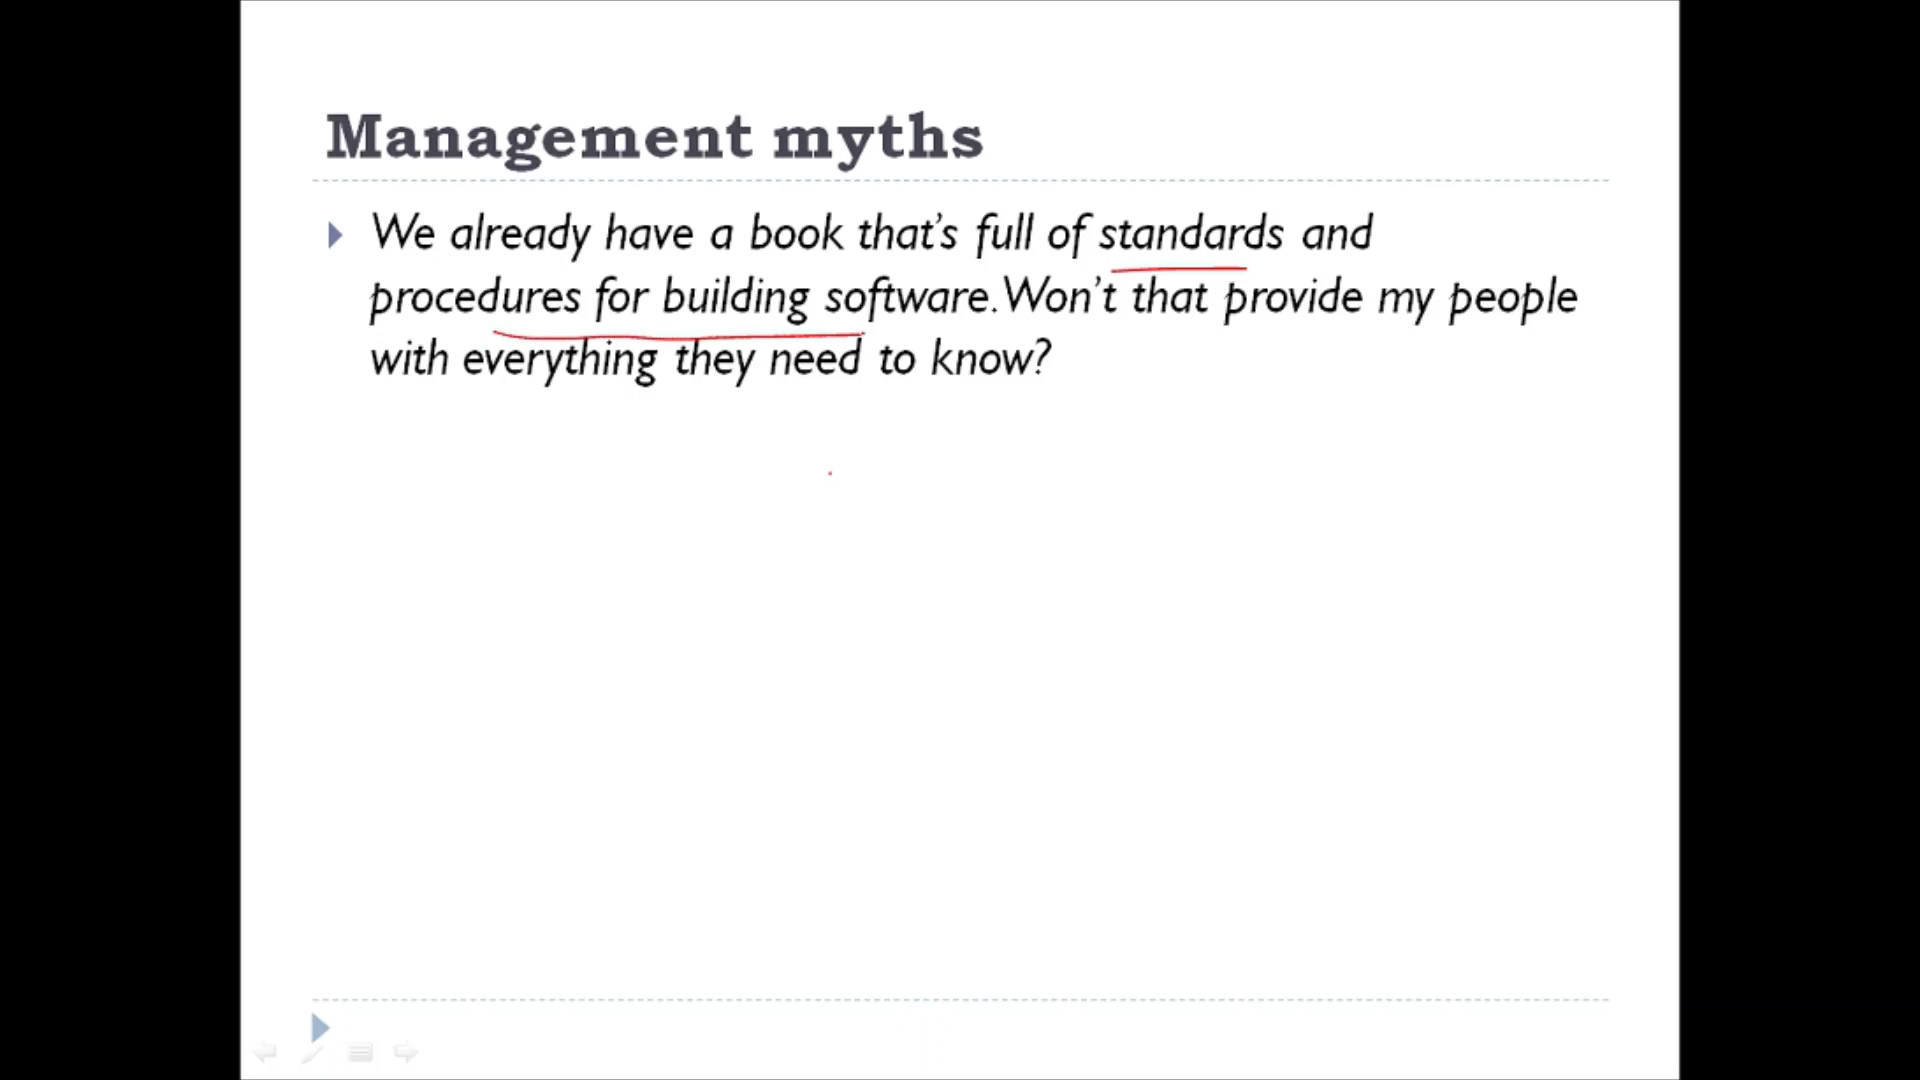 Management myths
We already have a book that’s full of standards and
procedures for building software. Won’t that provide my people
with everything they need to know?